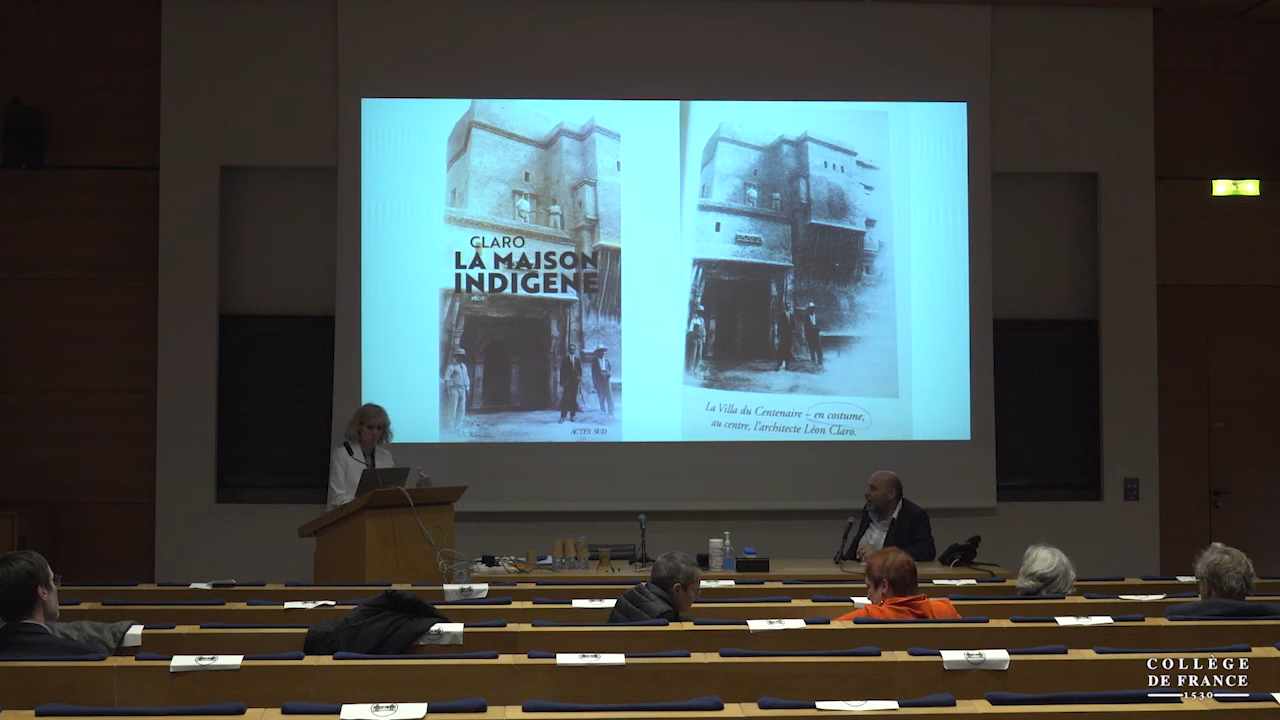 CLARO
LA MAISON
INDIGÈNE
RÉCIT
ACTES SUD
La Villa du Centenaire – en costume,
au centre, l'architecte Léon Claro.
COLLÈGE
DE FRANCE
1530